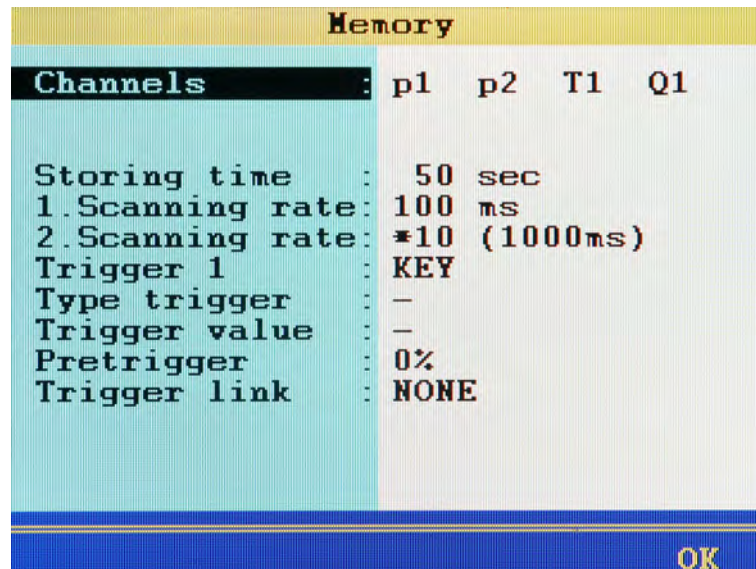 Memory
Channels : p1 p2 T1 Q1
Storing time : 50 sec
1.Scanning rate: 100 ms
2.Scanning rate: *10 (1000ms)
Trigger 1 : KEY
Type trigger : –
Trigger value : –
Pretrigger : 0%
Trigger link : NONE
OK